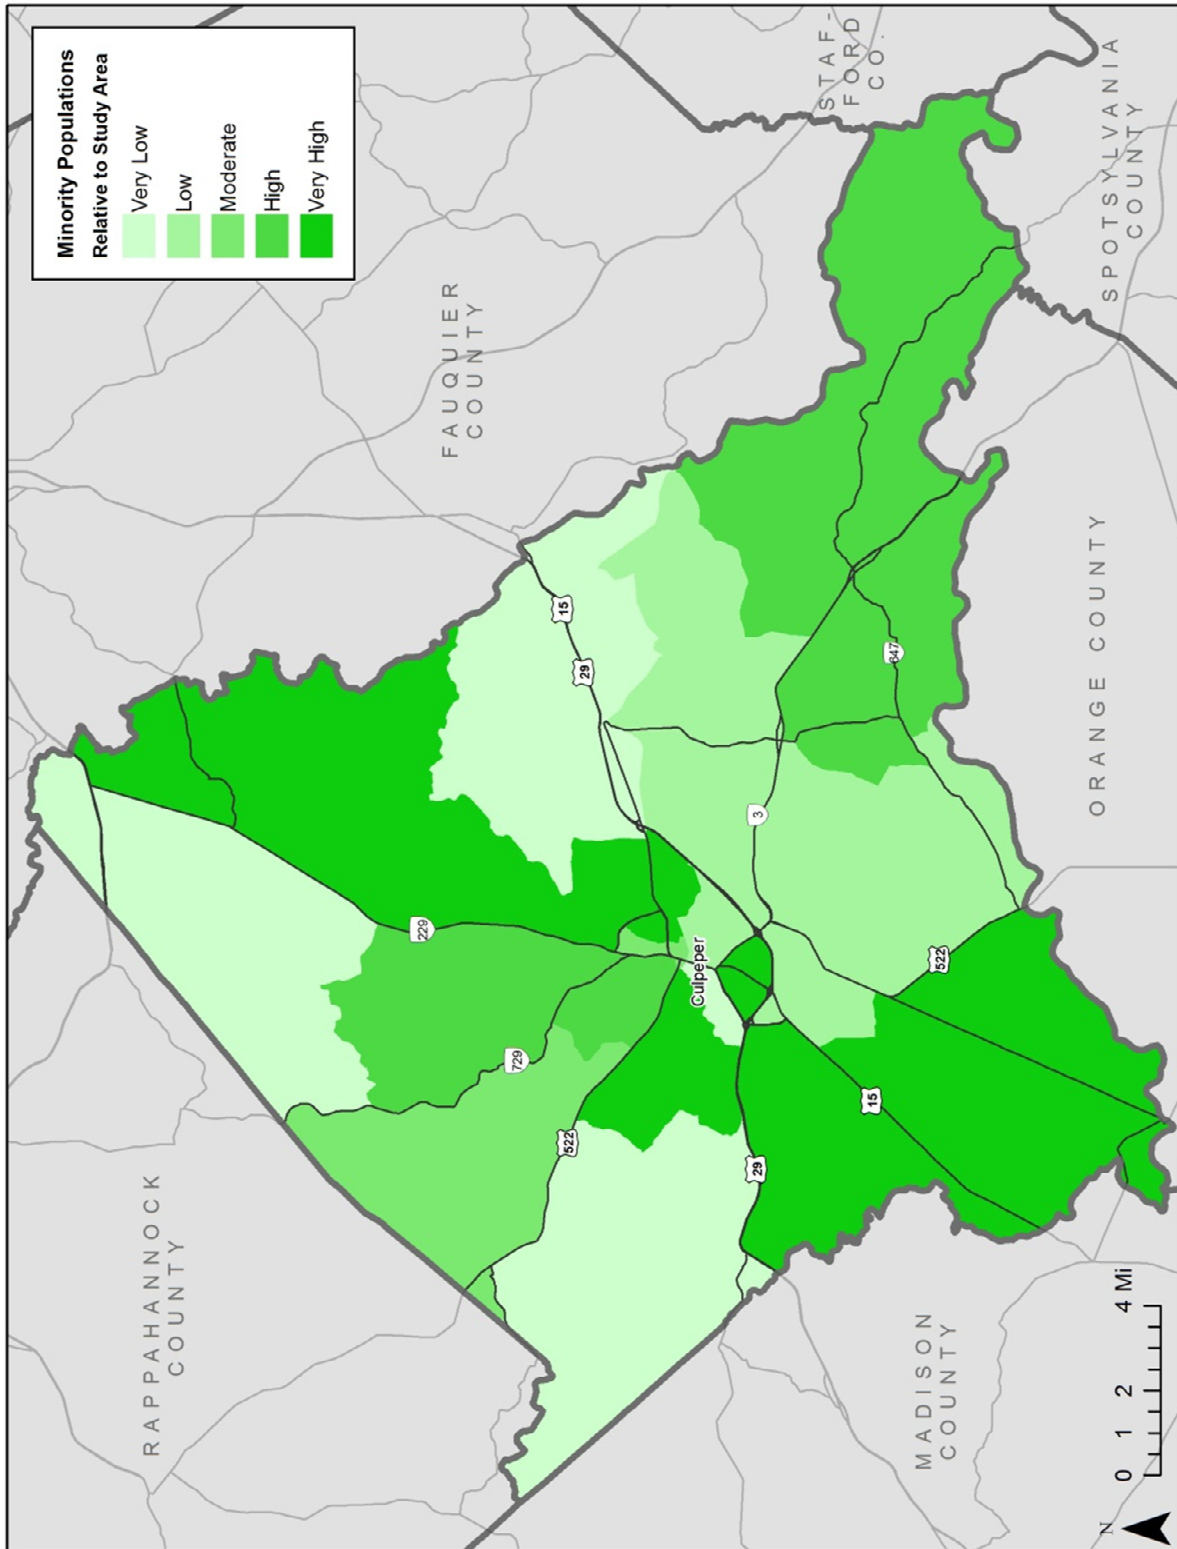 Minority Populations
Relative to Study Area
Very Low
Low
Moderate
High
Very High
RAPPAHANNOCK
COUNTY
FAUQUIER
COUNTY
STAF-
FORD
CO.
SPOTSYLVANIA
COUNTY
ORANGE COUNTY
MADISON
COUNTY
Culpeper
229
729
522
29
15
15
29
3
647
522
N
0 1 2 4 Mi